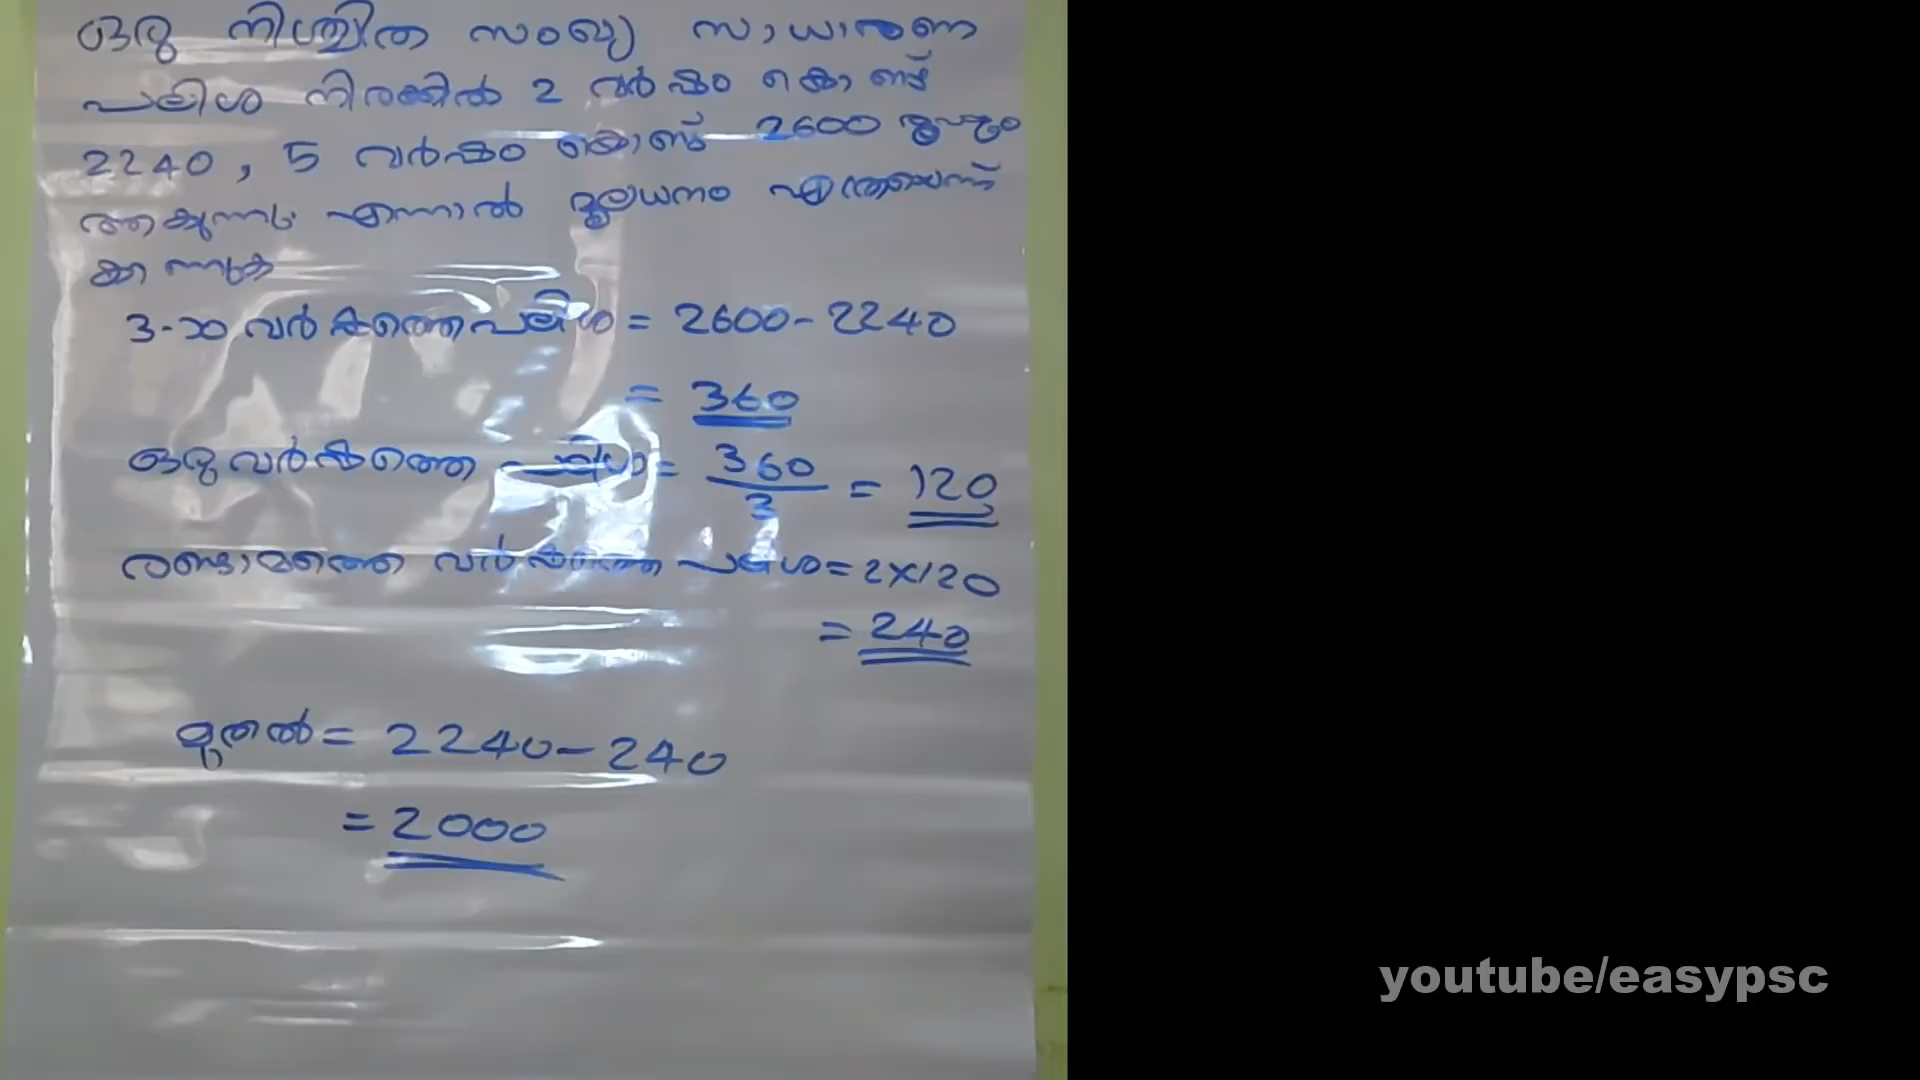 ഒരു നിശ്ചിത സംഖ്യ സാധാരണ
പലിശ നിരക്കിൽ 2 വർഷം കൊണ്ട്
2240, 5 വർഷം കൊണ്ട് 2600 രൂപയും
ആകുന്നു. എന്നാൽ മൂലധനം എത്രയെന്ന്
3-ാo വർഷത്തെ പലിശ = 2600 - 2240
= 360
ഒരു വർഷത്തെ പലിശ = 360/3 = 120
രണ്ടാമത്തെ വർഷത്തെ പലിശ = 2×120
= 240
മുതൽ = 2240 - 240
= 2000
youtube/easypsc